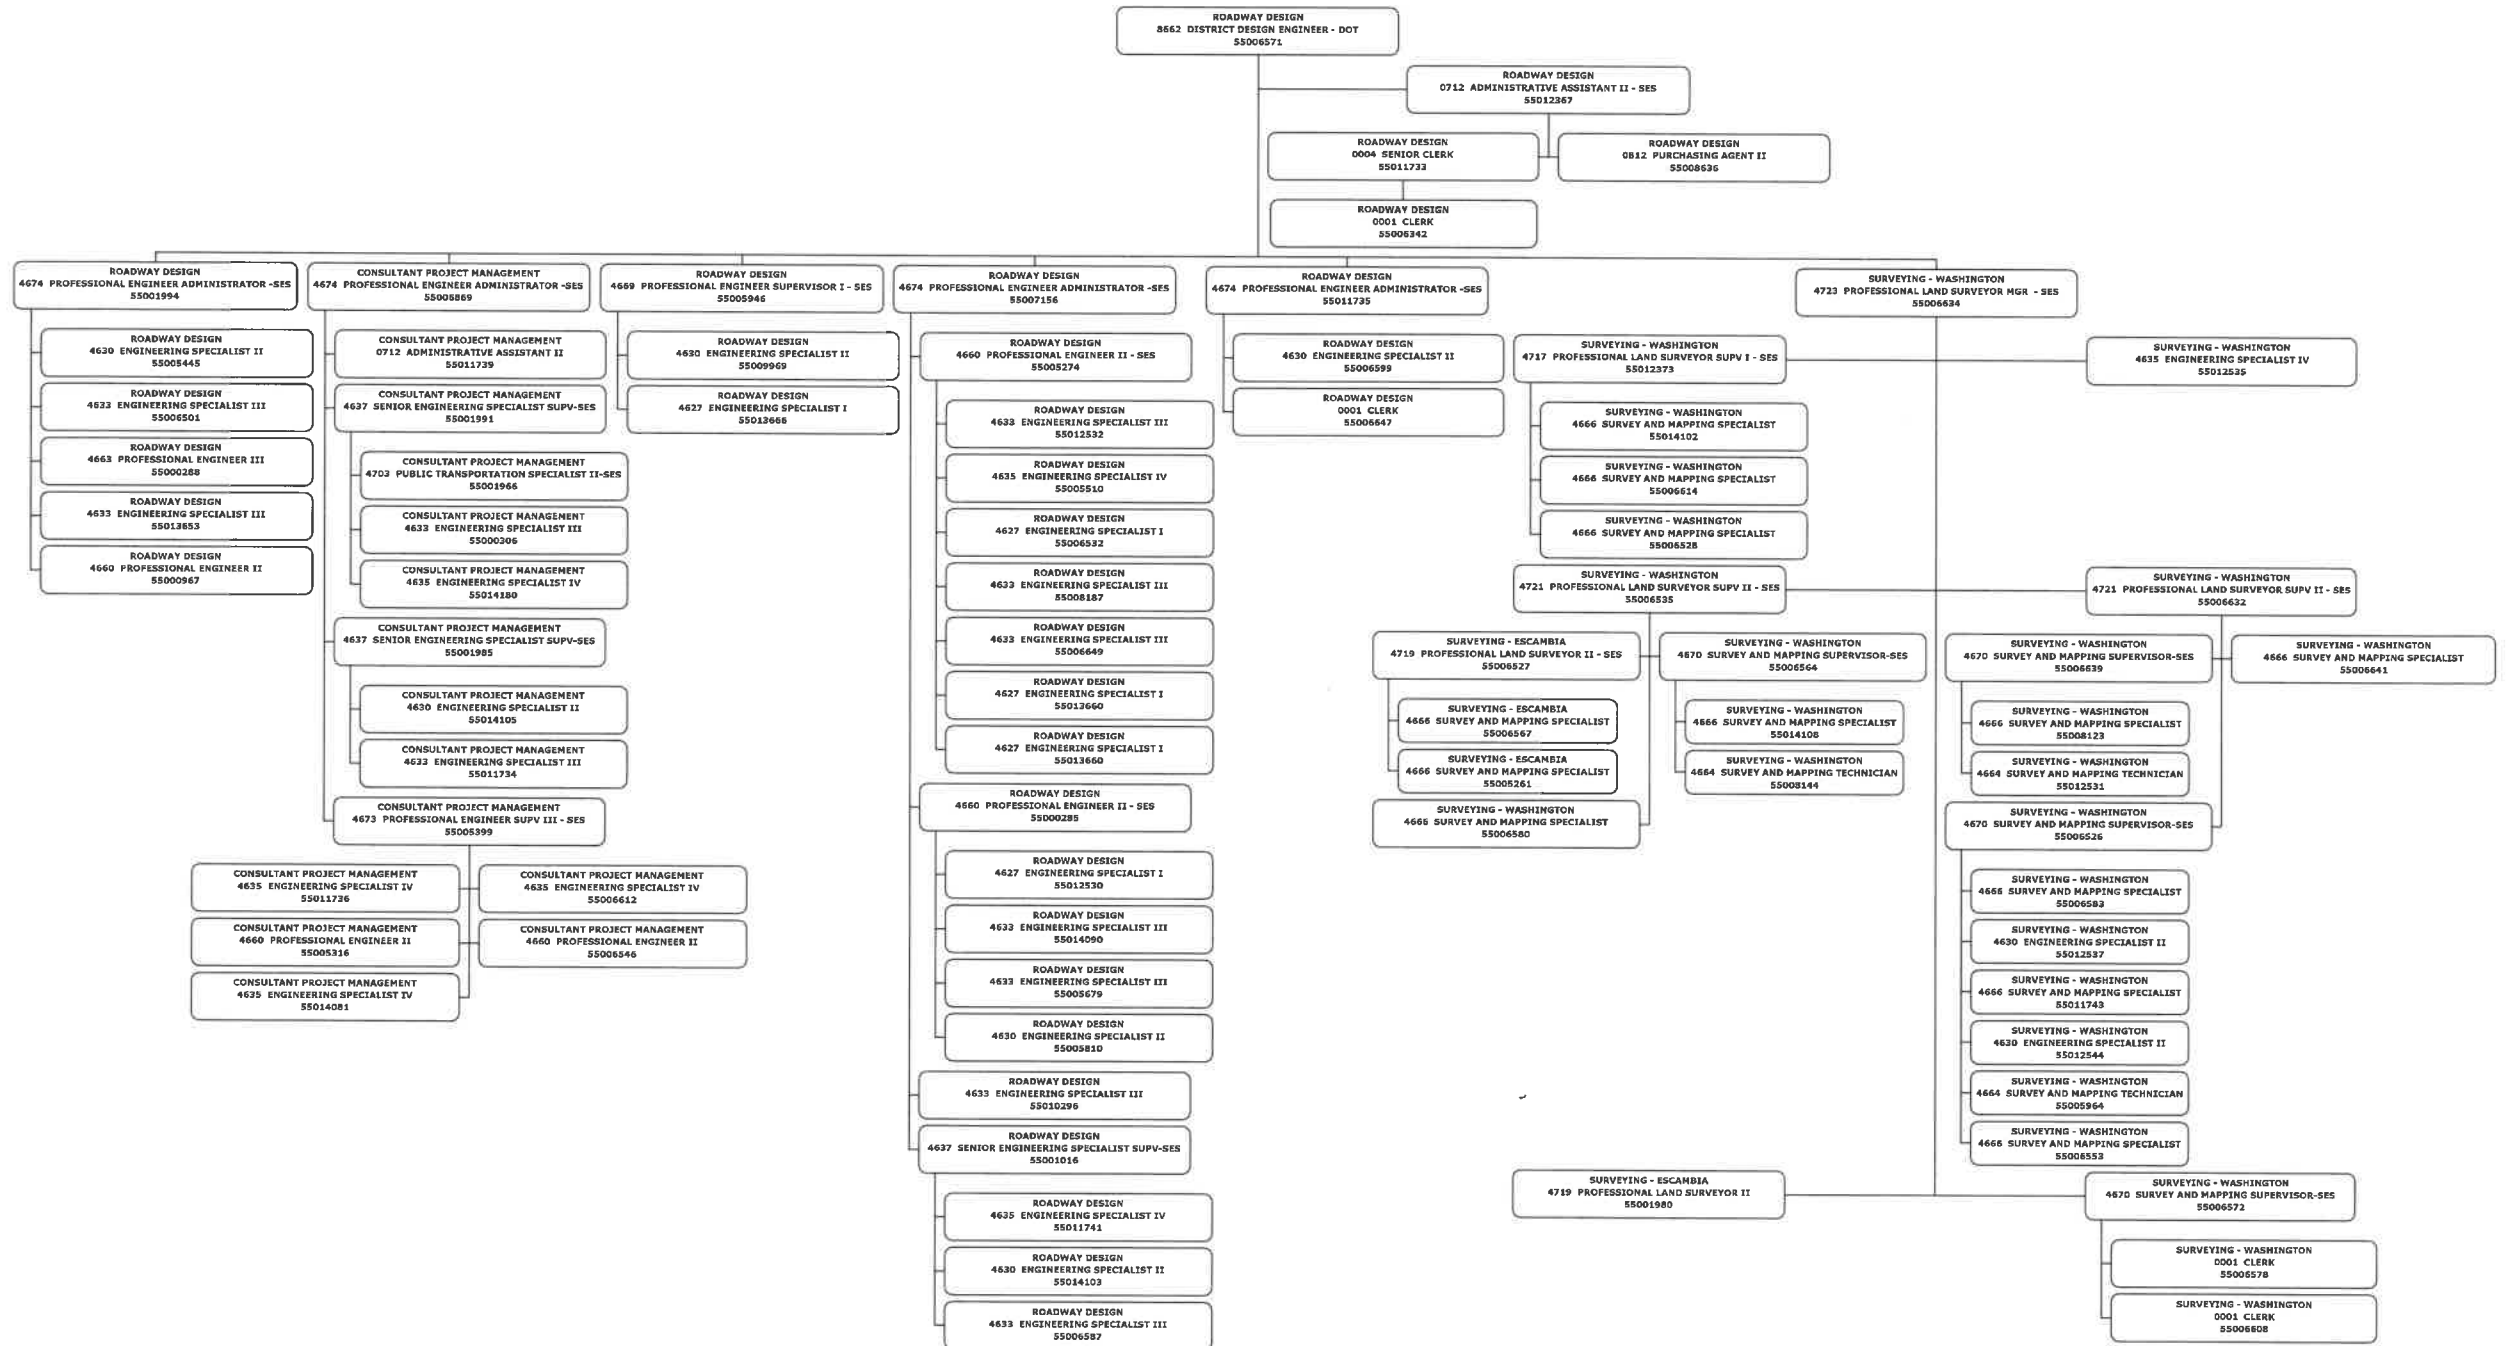 ROADWAY DESIGN
8662 DISTRICT DESIGN ENGINEER - DOT
55006571
ROADWAY DESIGN
0712 ADMINISTRATIVE ASSISTANT II - SES
55012367
ROADWAY DESIGN
0004 SENIOR CLERK
55011733
ROADWAY DESIGN
0812 PURCHASING AGENT II
55008636
ROADWAY DESIGN
0001 CLERK
55006342
ROADWAY DESIGN
4674 PROFESSIONAL ENGINEER ADMINISTRATOR -SES
55001994
ROADWAY DESIGN
4630 ENGINEERING SPECIALIST II
55005445
ROADWAY DESIGN
4633 ENGINEERING SPECIALIST III
55006501
ROADWAY DESIGN
4663 PROFESSIONAL ENGINEER III
55000288
ROADWAY DESIGN
4633 ENGINEERING SPECIALIST III
55013653
ROADWAY DESIGN
4660 PROFESSIONAL ENGINEER II
55000967
CONSULTANT PROJECT MANAGEMENT
4674 PROFESSIONAL ENGINEER ADMINISTRATOR -SES
55006869
CONSULTANT PROJECT MANAGEMENT
0712 ADMINISTRATIVE ASSISTANT II
55011739
CONSULTANT PROJECT MANAGEMENT
4637 SENIOR ENGINEERING SPECIALIST SUPV-SES
55001991
CONSULTANT PROJECT MANAGEMENT
4703 PUBLIC TRANSPORTATION SPECIALIST II-SES
55001966
CONSULTANT PROJECT MANAGEMENT
4633 ENGINEERING SPECIALIST III
55000306
CONSULTANT PROJECT MANAGEMENT
4635 ENGINEERING SPECIALIST IV
55014180
CONSULTANT PROJECT MANAGEMENT
4637 SENIOR ENGINEERING SPECIALIST SUPV-SES
55001985
CONSULTANT PROJECT MANAGEMENT
4630 ENGINEERING SPECIALIST II
55014105
CONSULTANT PROJECT MANAGEMENT
4633 ENGINEERING SPECIALIST III
55011734
CONSULTANT PROJECT MANAGEMENT
4673 PROFESSIONAL ENGINEER SUPV III - SES
55005399
CONSULTANT PROJECT MANAGEMENT
4635 ENGINEERING SPECIALIST IV
55011736
CONSULTANT PROJECT MANAGEMENT
4635 ENGINEERING SPECIALIST IV
55006612
CONSULTANT PROJECT MANAGEMENT
4660 PROFESSIONAL ENGINEER II
55005316
CONSULTANT PROJECT MANAGEMENT
4660 PROFESSIONAL ENGINEER II
55006546
CONSULTANT PROJECT MANAGEMENT
4635 ENGINEERING SPECIALIST IV
55014081
ROADWAY DESIGN
4669 PROFESSIONAL ENGINEER SUPERVISOR I - SES
55005946
ROADWAY DESIGN
4630 ENGINEERING SPECIALIST II
55009969
ROADWAY DESIGN
4627 ENGINEERING SPECIALIST I
55013666
ROADWAY DESIGN
4674 PROFESSIONAL ENGINEER ADMINISTRATOR -SES
55007156
ROADWAY DESIGN
4660 PROFESSIONAL ENGINEER II - SES
55005274
ROADWAY DESIGN
4633 ENGINEERING SPECIALIST III
55012532
ROADWAY DESIGN
4635 ENGINEERING SPECIALIST IV
55005510
ROADWAY DESIGN
4627 ENGINEERING SPECIALIST I
55006532
ROADWAY DESIGN
4633 ENGINEERING SPECIALIST III
55008187
ROADWAY DESIGN
4633 ENGINEERING SPECIALIST III
55006649
ROADWAY DESIGN
4627 ENGINEERING SPECIALIST I
55013660
ROADWAY DESIGN
4627 ENGINEERING SPECIALIST I
55013660
ROADWAY DESIGN
4660 PROFESSIONAL ENGINEER II - SES
55000285
ROADWAY DESIGN
4627 ENGINEERING SPECIALIST I
55012530
ROADWAY DESIGN
4633 ENGINEERING SPECIALIST III
55014090
ROADWAY DESIGN
4633 ENGINEERING SPECIALIST III
55005679
ROADWAY DESIGN
4630 ENGINEERING SPECIALIST II
55005810
ROADWAY DESIGN
4633 ENGINEERING SPECIALIST III
55010296
ROADWAY DESIGN
4637 SENIOR ENGINEERING SPECIALIST SUPV-SES
55001016
ROADWAY DESIGN
4635 ENGINEERING SPECIALIST IV
55011741
ROADWAY DESIGN
4630 ENGINEERING SPECIALIST II
55014103
ROADWAY DESIGN
4633 ENGINEERING SPECIALIST III
55006587
ROADWAY DESIGN
4674 PROFESSIONAL ENGINEER ADMINISTRATOR -SES
55011735
ROADWAY DESIGN
4630 ENGINEERING SPECIALIST II
55006599
ROADWAY DESIGN
0001 CLERK
55006647
SURVEYING - WASHINGTON
4723 PROFESSIONAL LAND SURVEYOR MGR - SES
55006634
SURVEYING - WASHINGTON
4717 PROFESSIONAL LAND SURVEYOR SUPV I - SES
55012373
SURVEYING - WASHINGTON
4635 ENGINEERING SPECIALIST IV
55012535
SURVEYING - WASHINGTON
4666 SURVEY AND MAPPING SPECIALIST
55014102
SURVEYING - WASHINGTON
4666 SURVEY AND MAPPING SPECIALIST
55006614
SURVEYING - WASHINGTON
4666 SURVEY AND MAPPING SPECIALIST
55006528
SURVEYING - WASHINGTON
4721 PROFESSIONAL LAND SURVEYOR SUPV II - SES
55006535
SURVEYING - ESCAMBIA
4719 PROFESSIONAL LAND SURVEYOR II - SES
55006527
SURVEYING - ESCAMBIA
4666 SURVEY AND MAPPING SPECIALIST
55006567
SURVEYING - ESCAMBIA
4666 SURVEY AND MAPPING SPECIALIST
55005261
SURVEYING - WASHINGTON
4670 SURVEY AND MAPPING SUPERVISOR-SES
55006564
SURVEYING - WASHINGTON
4666 SURVEY AND MAPPING SPECIALIST
55014108
SURVEYING - WASHINGTON
4664 SURVEY AND MAPPING TECHNICIAN
55008144
SURVEYING - WASHINGTON
4666 SURVEY AND MAPPING SPECIALIST
55006580
SURVEYING - WASHINGTON
4721 PROFESSIONAL LAND SURVEYOR SUPV II - SES
55006632
SURVEYING - WASHINGTON
4670 SURVEY AND MAPPING SUPERVISOR-SES
55006639
SURVEYING - WASHINGTON
4666 SURVEY AND MAPPING SPECIALIST
55006641
SURVEYING - WASHINGTON
4666 SURVEY AND MAPPING SPECIALIST
55008123
SURVEYING - WASHINGTON
4664 SURVEY AND MAPPING TECHNICIAN
55012531
SURVEYING - WASHINGTON
4670 SURVEY AND MAPPING SUPERVISOR-SES
55006526
SURVEYING - WASHINGTON
4666 SURVEY AND MAPPING SPECIALIST
55006583
SURVEYING - WASHINGTON
4630 ENGINEERING SPECIALIST II
55012537
SURVEYING - WASHINGTON
4666 SURVEY AND MAPPING SPECIALIST
55011743
SURVEYING - WASHINGTON
4630 ENGINEERING SPECIALIST II
55012544
SURVEYING - WASHINGTON
4664 SURVEY AND MAPPING TECHNICIAN
55005964
SURVEYING - WASHINGTON
4666 SURVEY AND MAPPING SPECIALIST
55006553
SURVEYING - ESCAMBIA
4719 PROFESSIONAL LAND SURVEYOR II
55001980
SURVEYING - WASHINGTON
4670 SURVEY AND MAPPING SUPERVISOR-SES
55006572
SURVEYING - WASHINGTON
0001 CLERK
55006578
SURVEYING - WASHINGTON
0001 CLERK
55006608